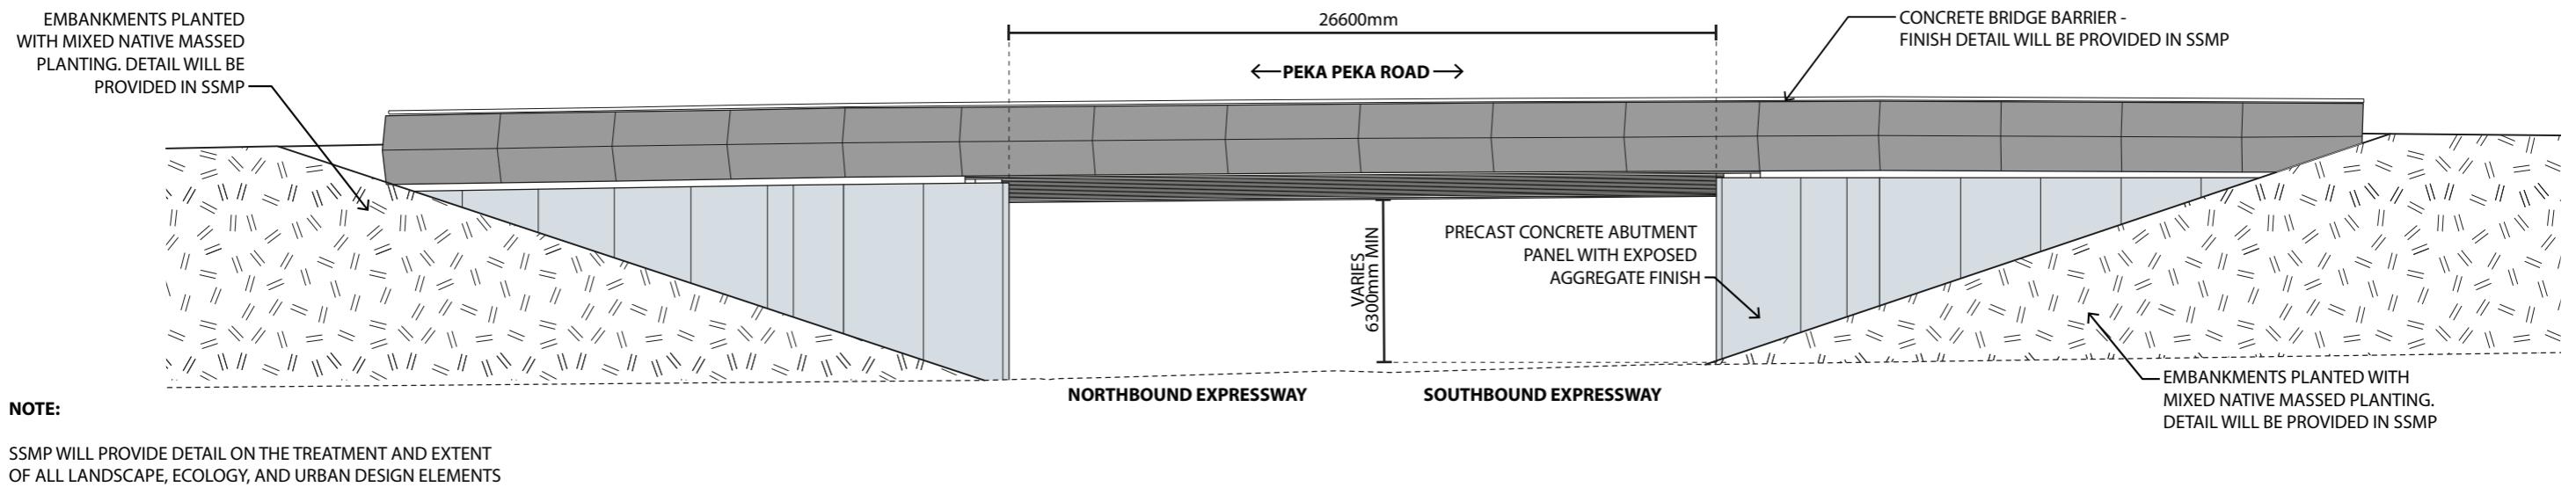 EMBANKMENTS PLANTED
WITH MIXED NATIVE MASSED
PLANTING. DETAIL WILL BE
PROVIDED IN SSMP
26600mm
PEKA PEKA ROAD
CONCRETE BRIDGE BARRIER -
FINISH DETAIL WILL BE PROVIDED IN SSMP
VARIES
6300mm MIN
PRECAST CONCRETE ABUTMENT
PANEL WITH EXPOSED
AGGREGATE FINISH
NORTHBOUND EXPRESSWAY
SOUTHBOUND EXPRESSWAY
EMBANKMENTS PLANTED WITH
MIXED NATIVE MASSED PLANTING.
DETAIL WILL BE PROVIDED IN SSMP
NOTE:
SSMP WILL PROVIDE DETAIL ON THE TREATMENT AND EXTENT
OF ALL LANDSCAPE, ECOLOGY, AND URBAN DESIGN ELEMENTS